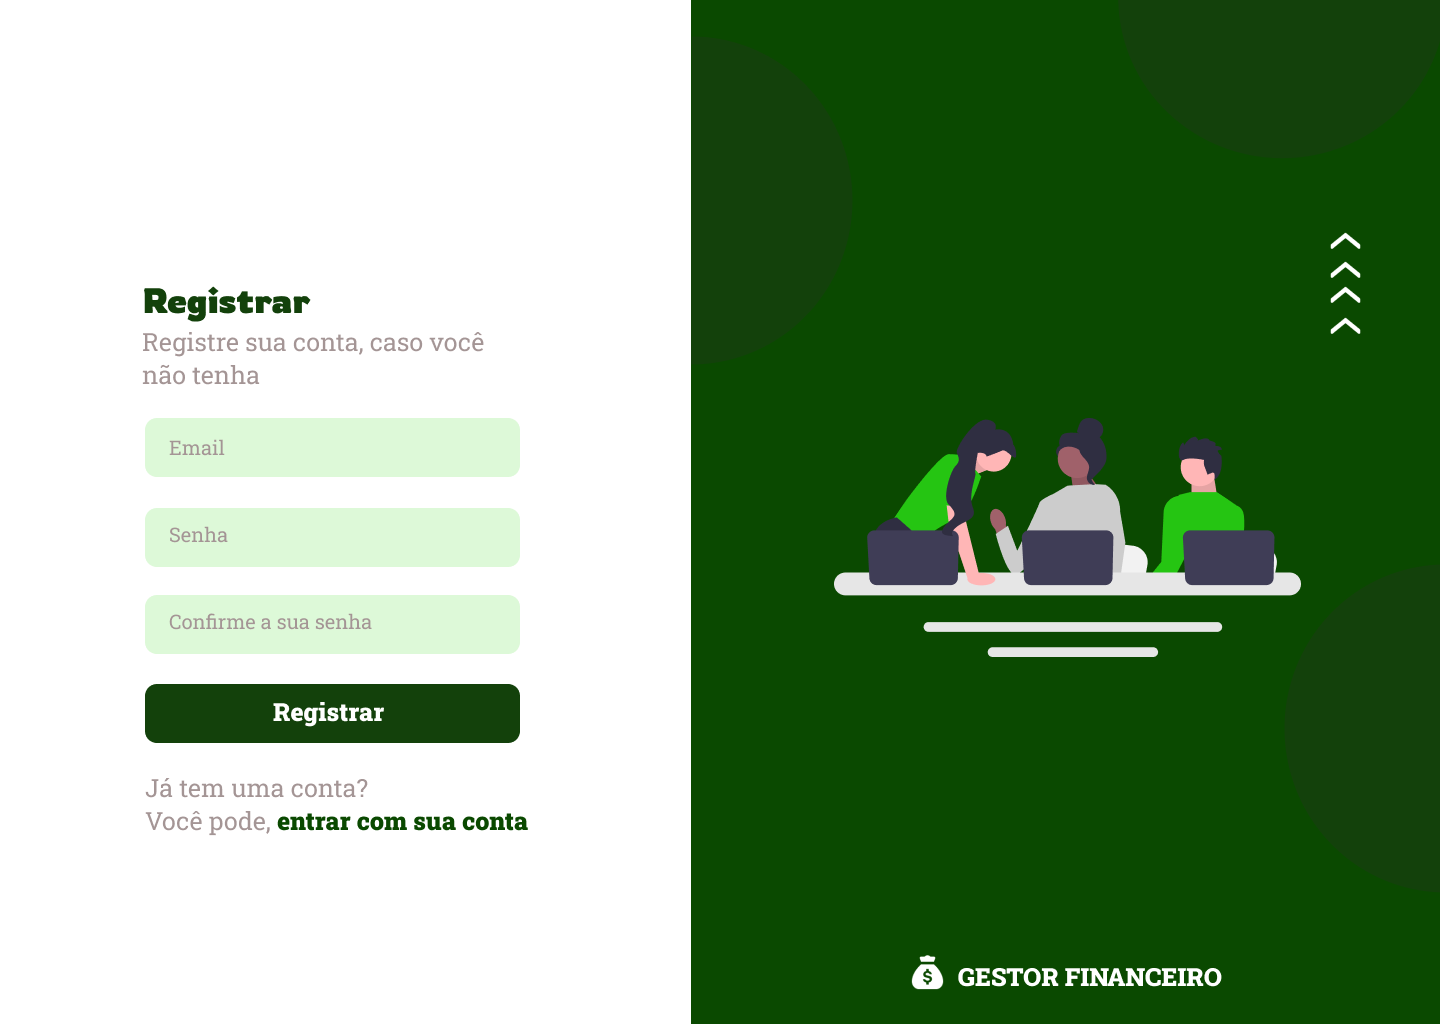 Registrar
Registre sua conta, caso você
não tenha
Email
Senha
Confirme a sua senha
Registrar
Já tem uma conta?
Você pode, entrar com sua conta
$
GESTOR FINANCEIRO